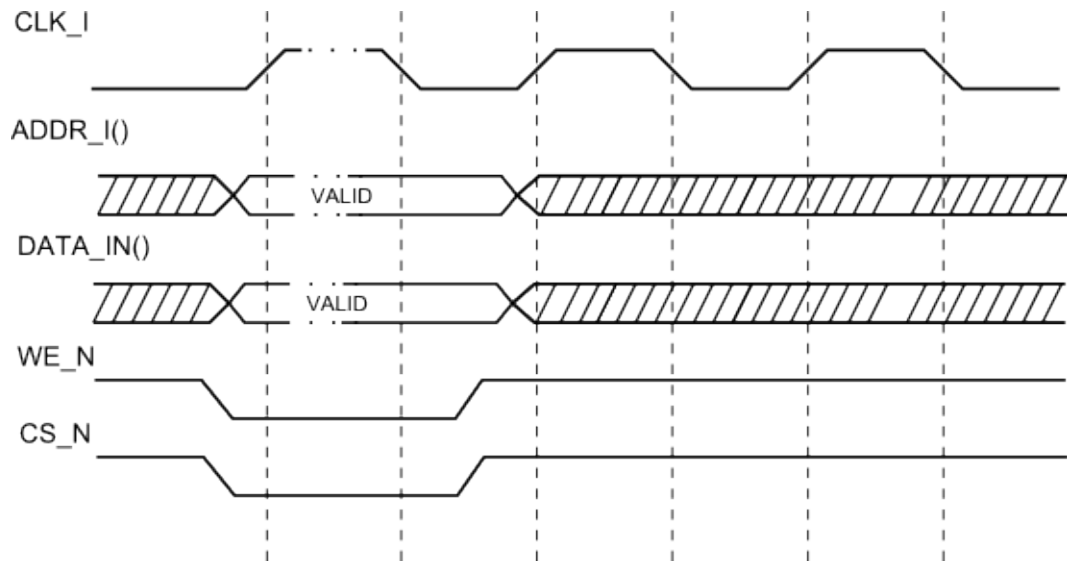 CLK_I
ADDR_I()
VALID
DATA_IN()
VALID
WE_N
CS_N